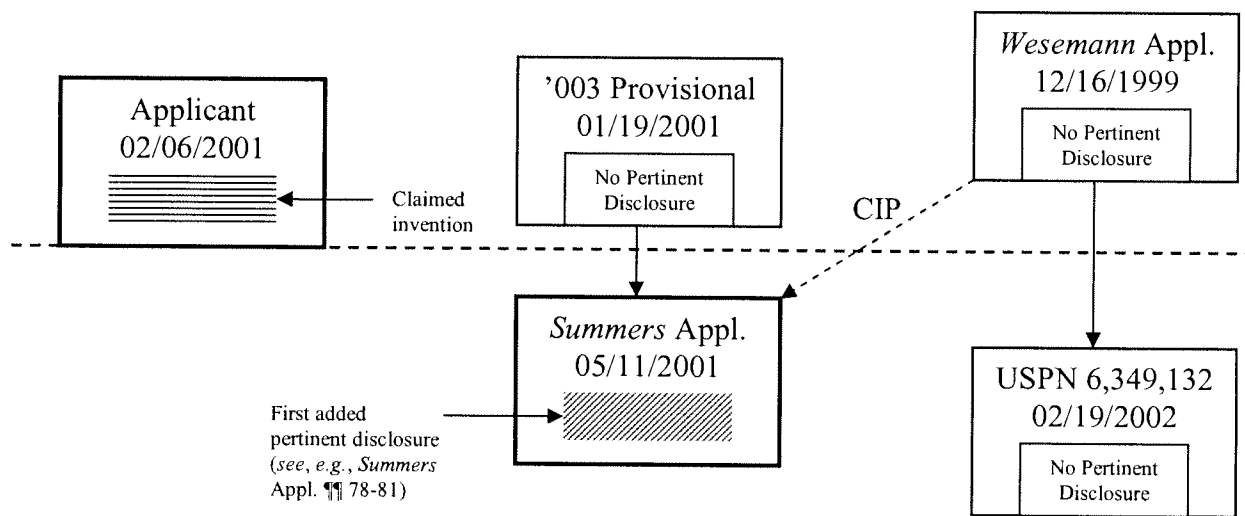 Applicant
02/06/2001
Claimed
invention
'003 Provisional
01/19/2001
No Pertinent
Disclosure
Wesemann Appl.
12/16/1999
No Pertinent
Disclosure
CIP
Summers Appl.
05/11/2001
First added
pertinent disclosure
(see, e.g., Summers
Appl. ¶¶ 78-81)
USPN 6,349,132
02/19/2002
No Pertinent
Disclosure